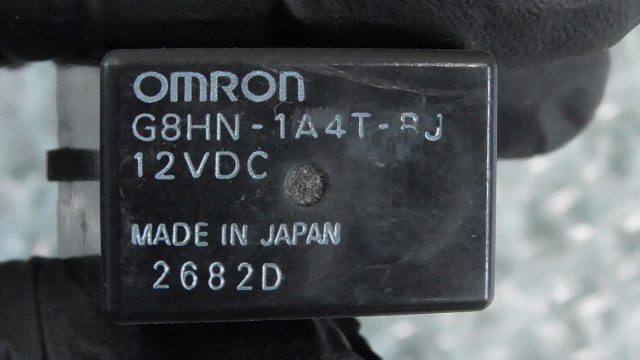 OMRON
G8HN-1A4T-RJ
12VDC
MADE IN JAPAN
2682D